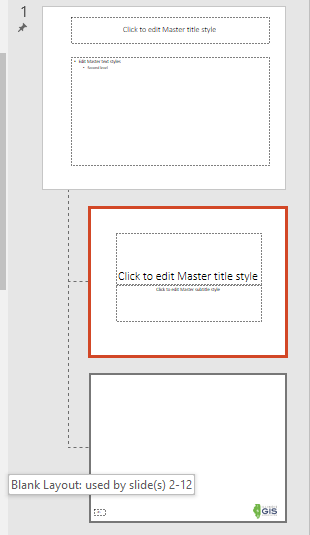 1
Click to edit Master title style
Edit Master text styles
Second level
Click to edit Master title style
Click to edit Master subtitle style
Blank Layout: used by slide(s) 2-12
GIS